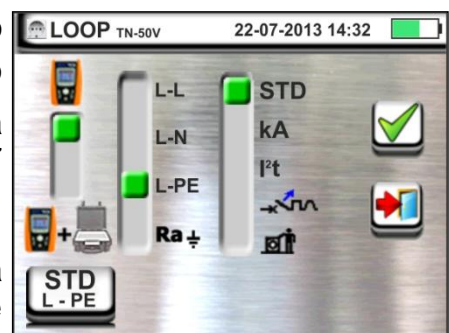 LOOP TN-50V 22-07-2013 14:32
L-L STD
L-N kA
I²t
L-PE
+
Ra
STD
L - PE